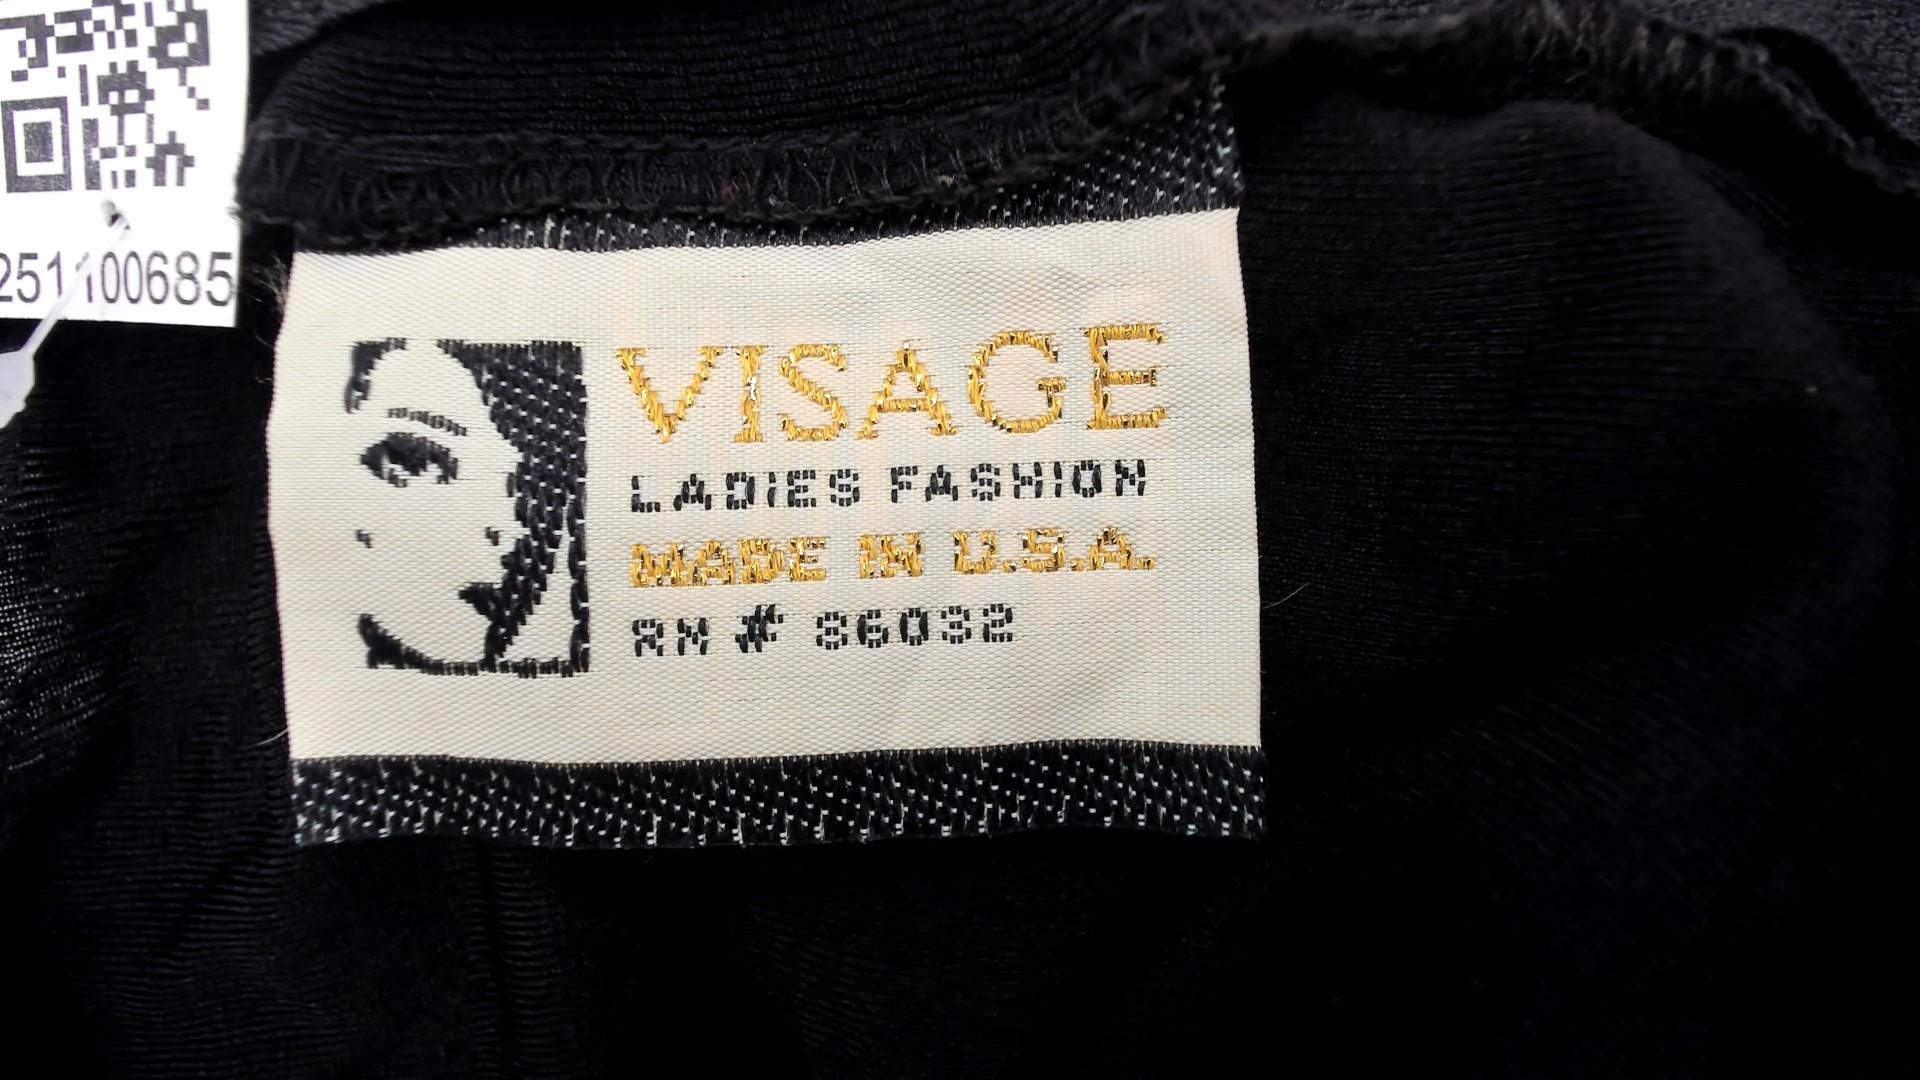 251100685
VISAGE
LADIES FASHION
MADE IN U.S.A.
RN # 86032